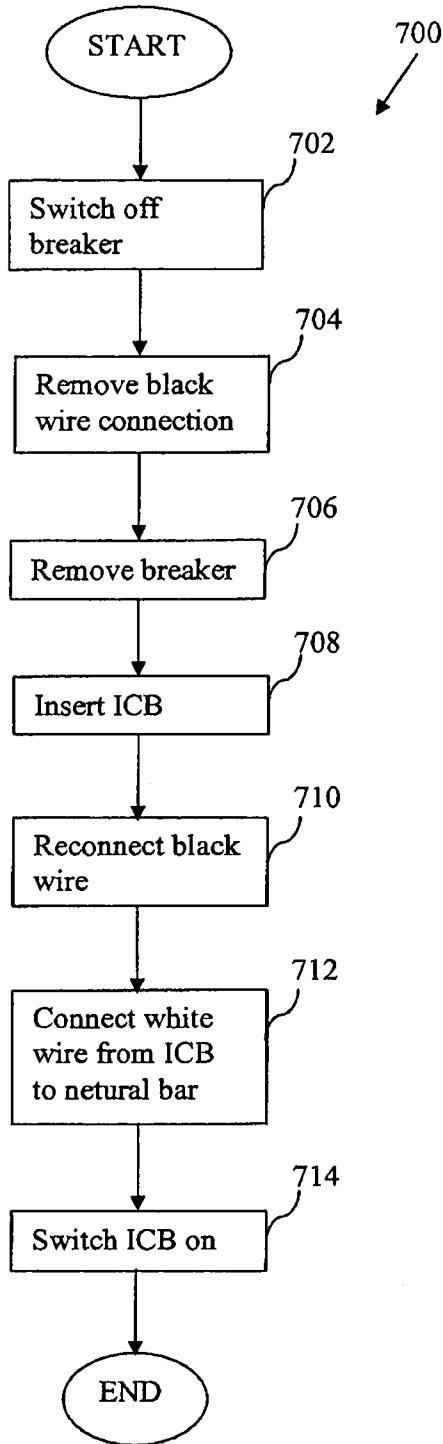 START
700
702
Switch off
breaker
704
Remove black
wire connection
706
Remove breaker
708
Insert ICB
710
Reconnect black
wire
712
Connect white
wire from ICB
to netural bar
714
Switch ICB on
END